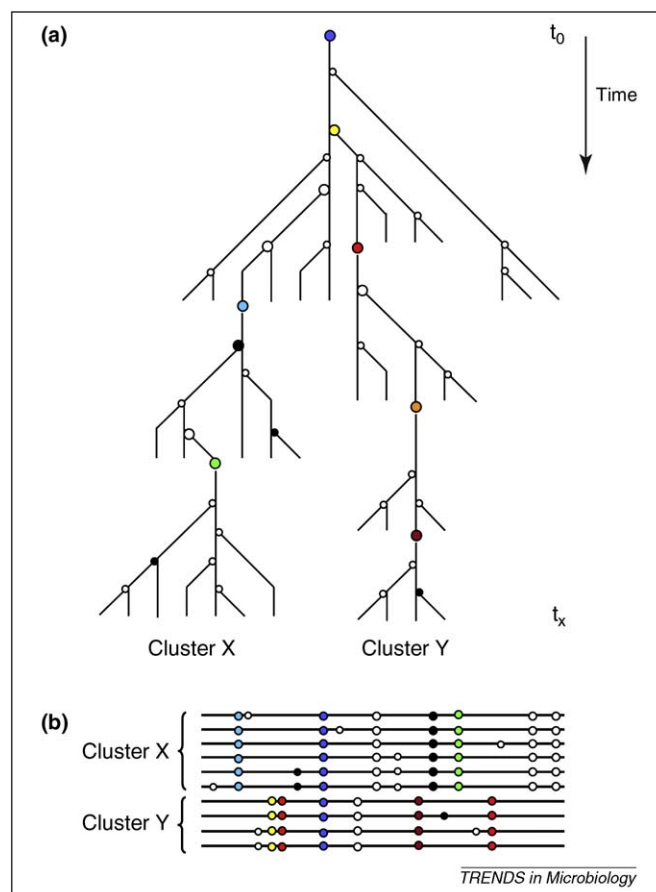 (a)
t0
Time
tx
Cluster X Cluster Y
(b)
Cluster X
Cluster Y
TRENDS in Microbiology